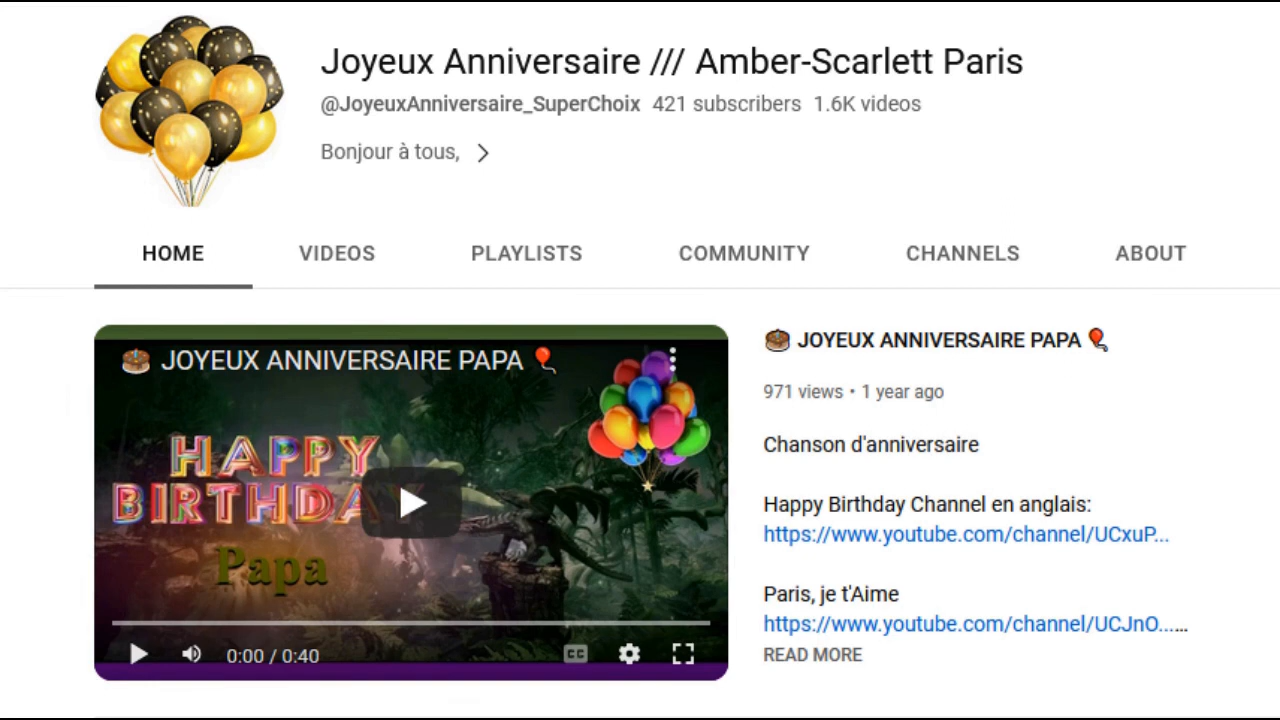 Joyeux Anniversaire /// Amber-Scarlett Paris
@JoyeuxAnniversaire_SuperChoix 421 subscribers 1.6K videos
Bonjour à tous,
HOME VIDEOS PLAYLISTS COMMUNITY CHANNELS ABOUT
JOYEUX ANNIVERSAIRE PAPA
HAPPY
BIRTHDAY
Papa
0:00 / 0:40
CC
JOYEUX ANNIVERSAIRE PAPA
971 views • 1 year ago
Chanson d'anniversaire
Happy Birthday Channel en anglais:
https://www.youtube.com/channel/UCxuP...
Paris, je t'Aime
https://www.youtube.com/channel/UCJnO......
READ MORE